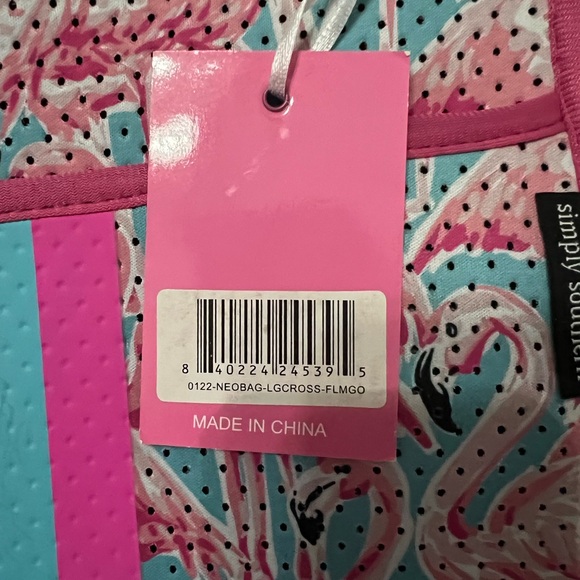 8 40224 24539 5
0122-NEOBAG-LGCROSS-FLMGO
MADE IN CHINA
simply southern